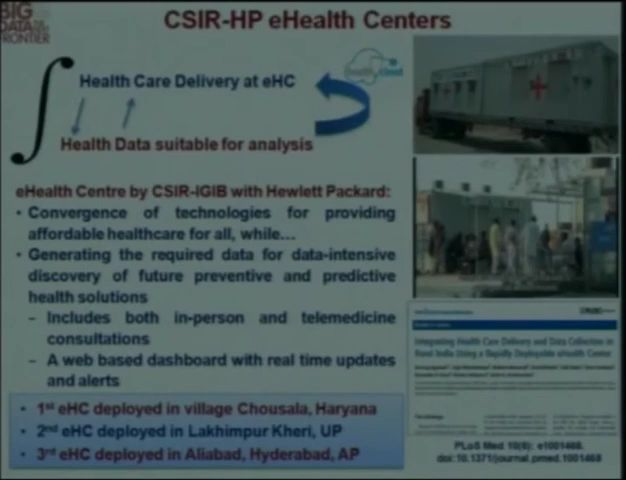 BIG
DATA
FRONTIER
CSIR-HP eHealth Centers
Health Care Delivery at eHC
Health Data suitable for analysis
eHealth Centre by CSIR-IGIB with Hewlett Packard:
• Convergence of technologies for providing
affordable healthcare for all, while...
• Generating the required data for data-intensive
discovery of future preventive and predictive
health solutions
– Includes both in-person and telemedicine
consultations
– A web based dashboard with real time updates
and alerts
• 1st eHC deployed in village Chousala, Haryana
• 2nd eHC deployed in Lakhimpur Kheri, UP
• 3rd eHC deployed in Aliabad, Hyderabad, AP
Integrating Health Care Delivery and Data Collection in
Rural India Using a Rapidly Deployable eHealth Center
PLoS Med 10(6): e1001468.
doi:10.1371/journal.pmed.1001468